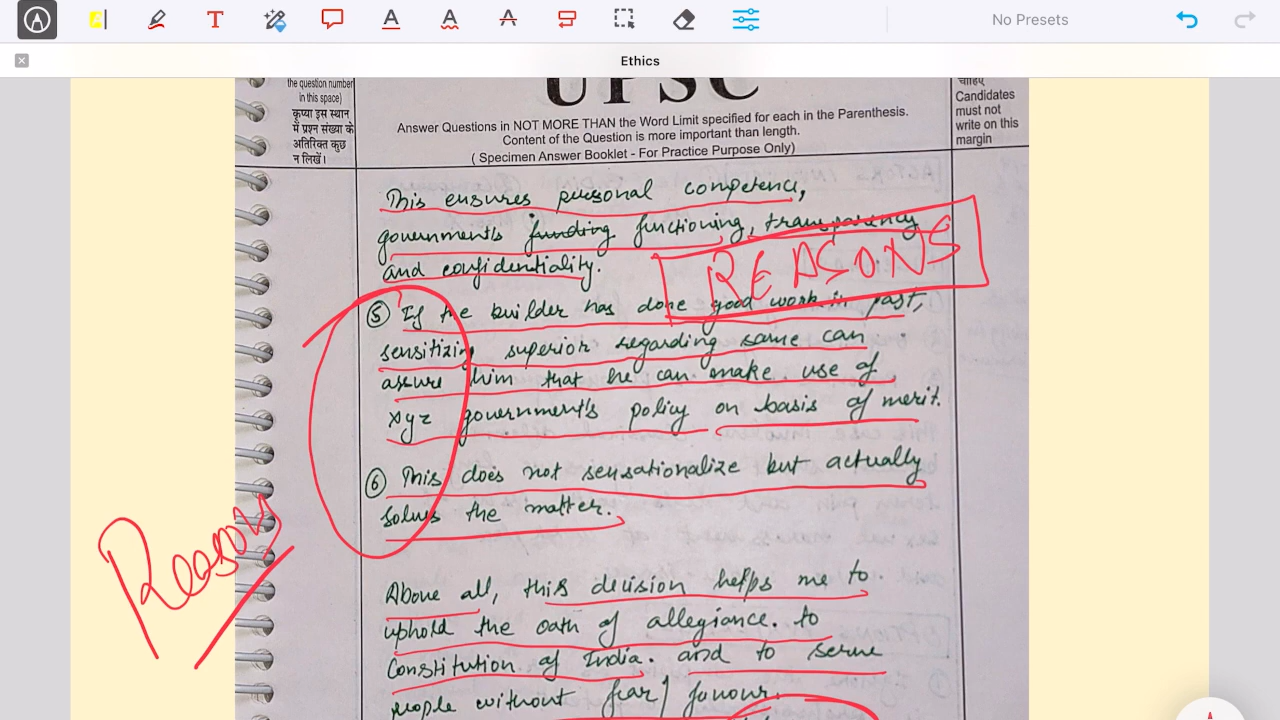 No Presets
Ethics
the question number
in this space)
कृप्या इस स्थान
में प्रश्न संख्या के
अतिरिक्त कुछ
न लिखें।
UPSC
Answer Questions in NOT MORE THAN the Word Limit specified for each in the Parenthesis.
Content of the Question is more important than length.
( Specimen Answer Booklet - For Practice Purpose Only)
चाहिए
Candidates
must not
write on this
margin
This ensures personal competence,
government's funding functioning, transparency
and confidentiality.
REASONS
⑤ If the builder has done good work in past,
sensitizing superior regarding same can
assure him that he can make use of
xyz government's policy on basis of merit.
⑥ This does not sensationalize but actually
solves the matter.
Reasons
Above all, this decision helps me to
uphold the oath of allegiance. to
Constitution of India. and to serve
people without fear/ favour.